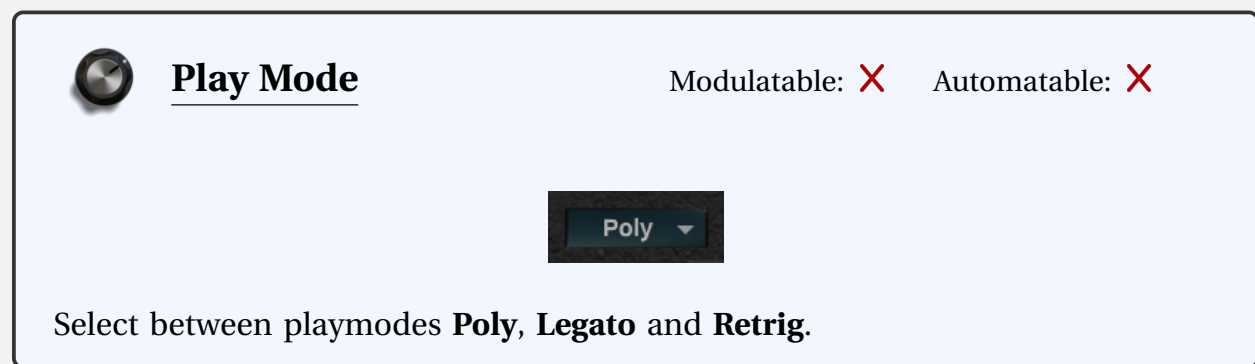 Play Mode Modulatable: Automatable:
Poly
Select between playmodes Poly, Legato and Retrig.